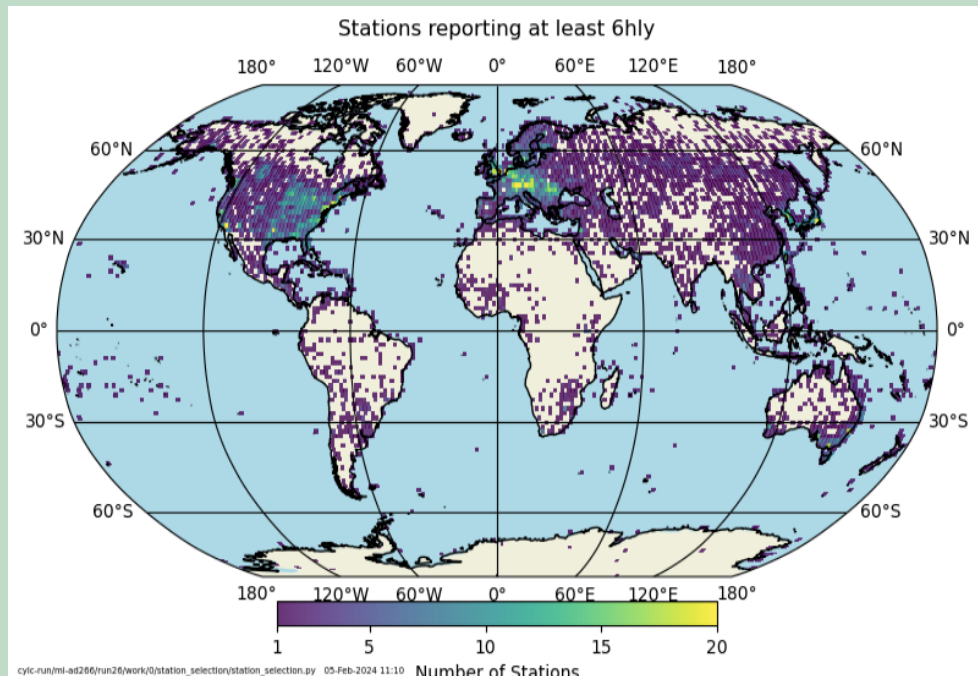 Stations reporting at least 6hly
180° 120°W 60°W 0° 60°E 120°E 180°
60°N 60°N
30°N 30°N
0° 0°
30°S 30°S
60°S 60°S
180° 120°W 60°W 0° 60°E 120°E 180°
1 5 10 15 20
cylc-run/mi-ad266/run26/work/0/station_selection/station_selection.py 05-Feb-2024 11:10 Number of Stations